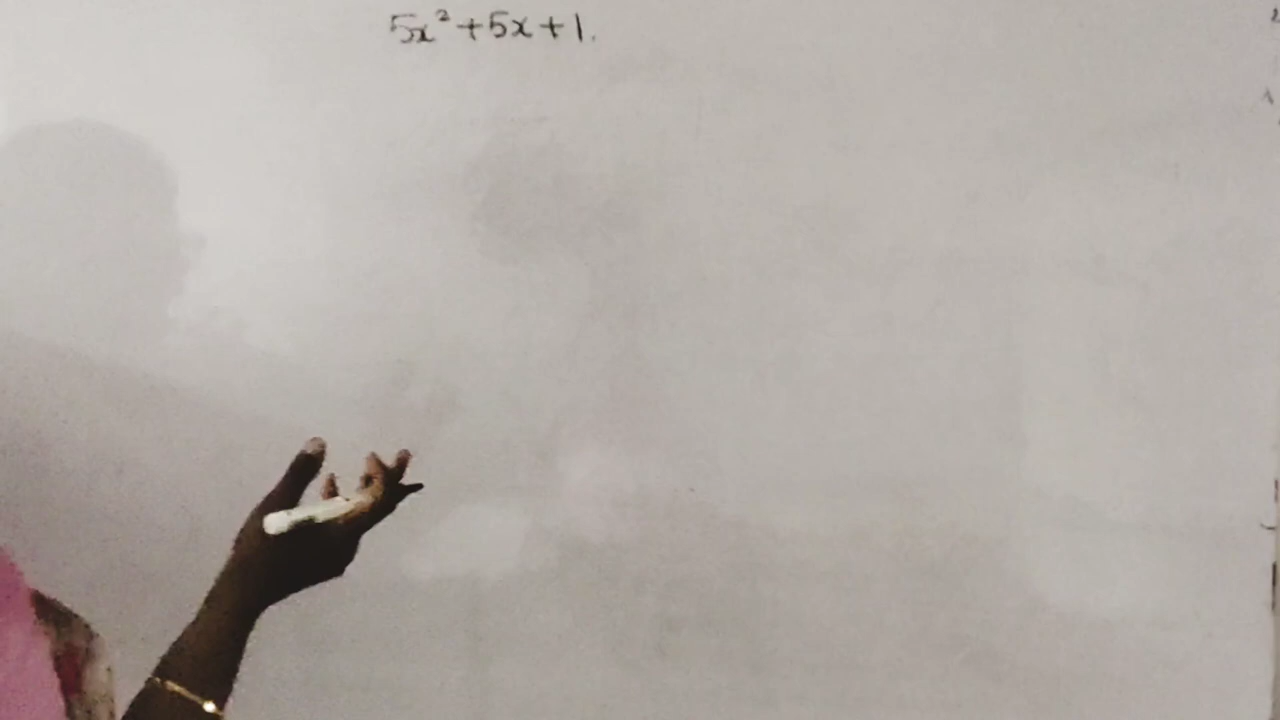 5x² + 5x + 1.